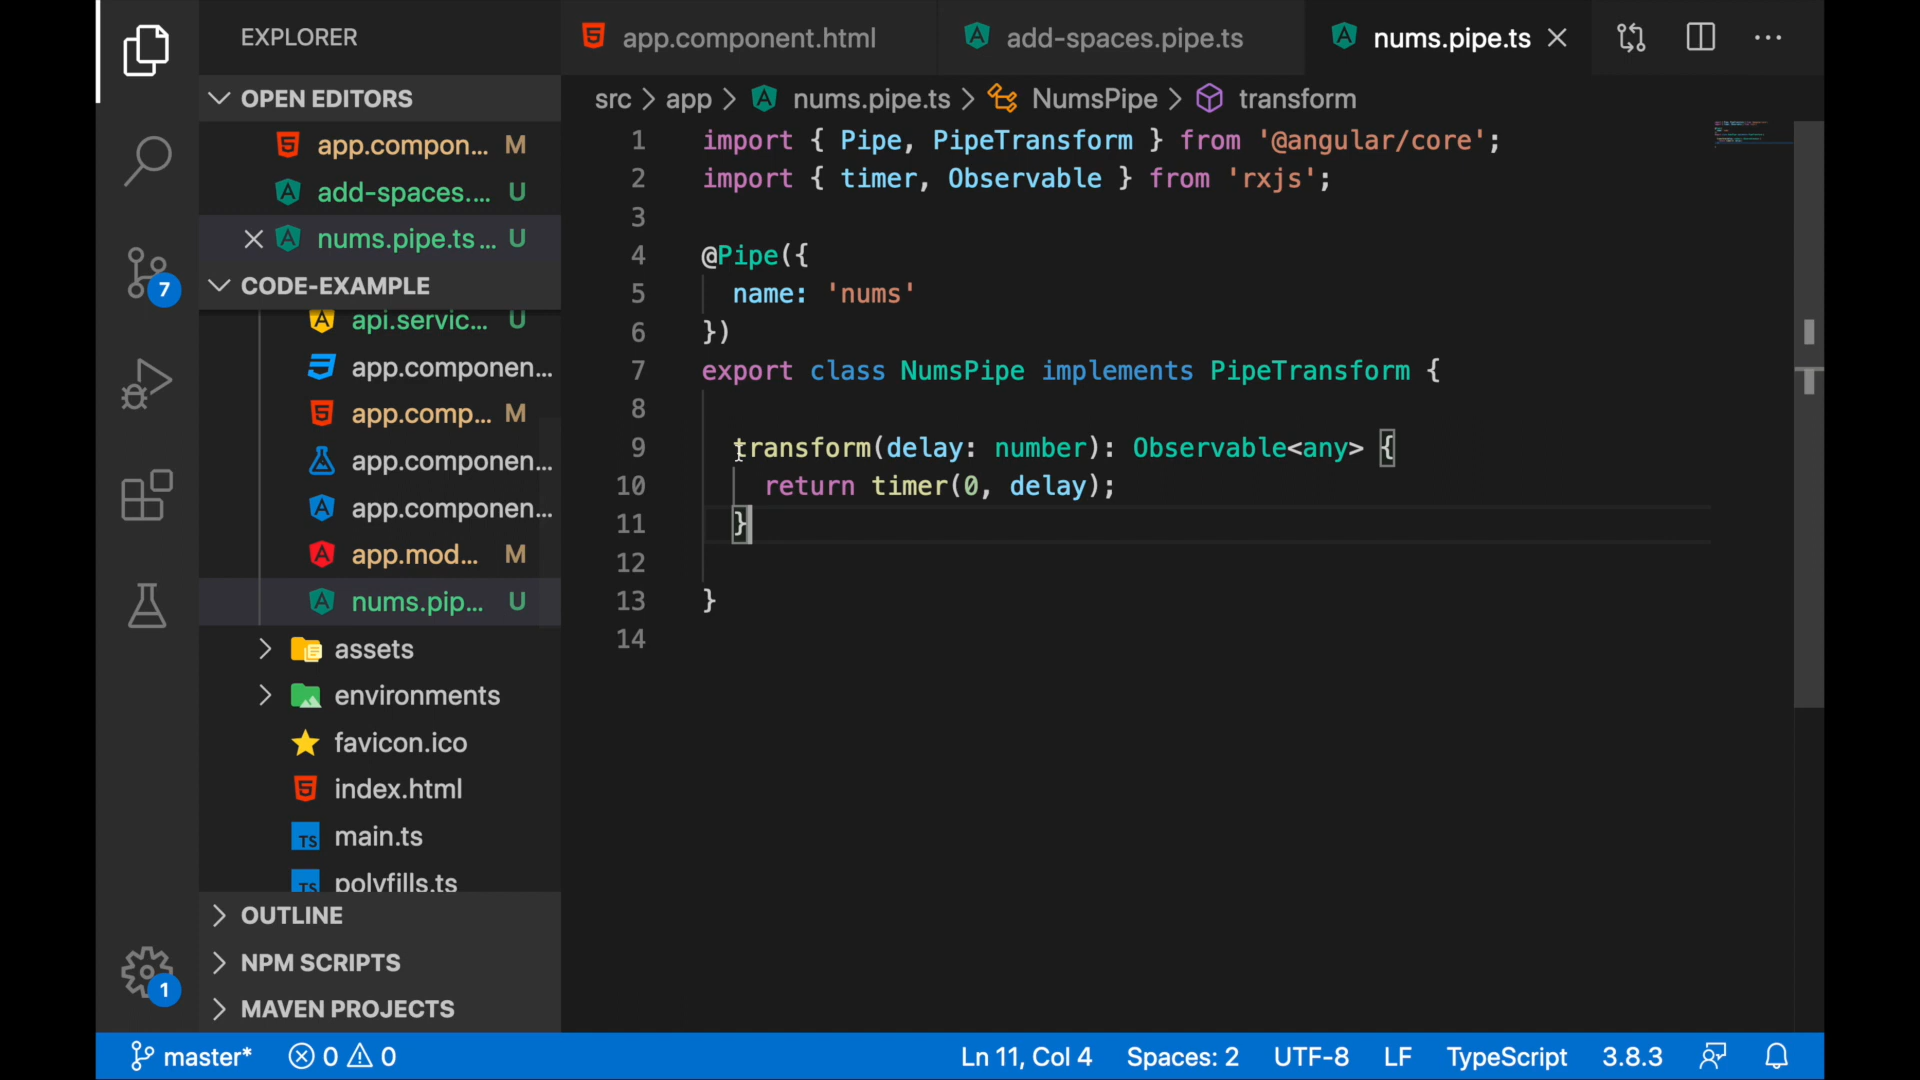 EXPLORER
OPEN EDITORS
app.compon... M
add-spaces.... U
nums.pipe.ts ... U
CODE-EXAMPLE
api.servic... U
app.componen...
app.comp... M
app.componen...
app.componen...
app.mod... M
nums.pip... U
assets
environments
favicon.ico
index.html
main.ts
polyfills.ts
OUTLINE
NPM SCRIPTS
MAVEN PROJECTS
7
1
app.component.html add-spaces.pipe.ts nums.pipe.ts
src > app > nums.pipe.ts > NumsPipe > transform
1 import { Pipe, PipeTransform } from '@angular/core';
2 import { timer, Observable } from 'rxjs';
3
4 @Pipe({
5 name: 'nums'
6 })
7 export class NumsPipe implements PipeTransform {
8
9 transform(delay: number): Observable<any> {
10 return timer(0, delay);
11 }
12
13 }
14
master* 0 0 Ln 11, Col 4 Spaces: 2 UTF-8 LF TypeScript 3.8.3